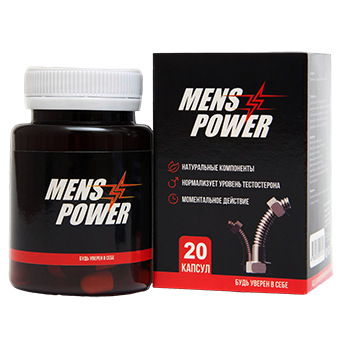 MENS
POWER
БУДЬ УВЕРЕН В СЕБЕ
MENS
POWER
НАТУРАЛЬНЫЕ КОМПОНЕНТЫ
НОРМАЛИЗУЕТ УРОВЕНЬ ТЕСТОСТЕРОНА
МОМЕНТАЛЬНОЕ ДЕЙСТВИЕ
20
КАПСУЛ
БУДЬ УВЕРЕН В СЕБЕ